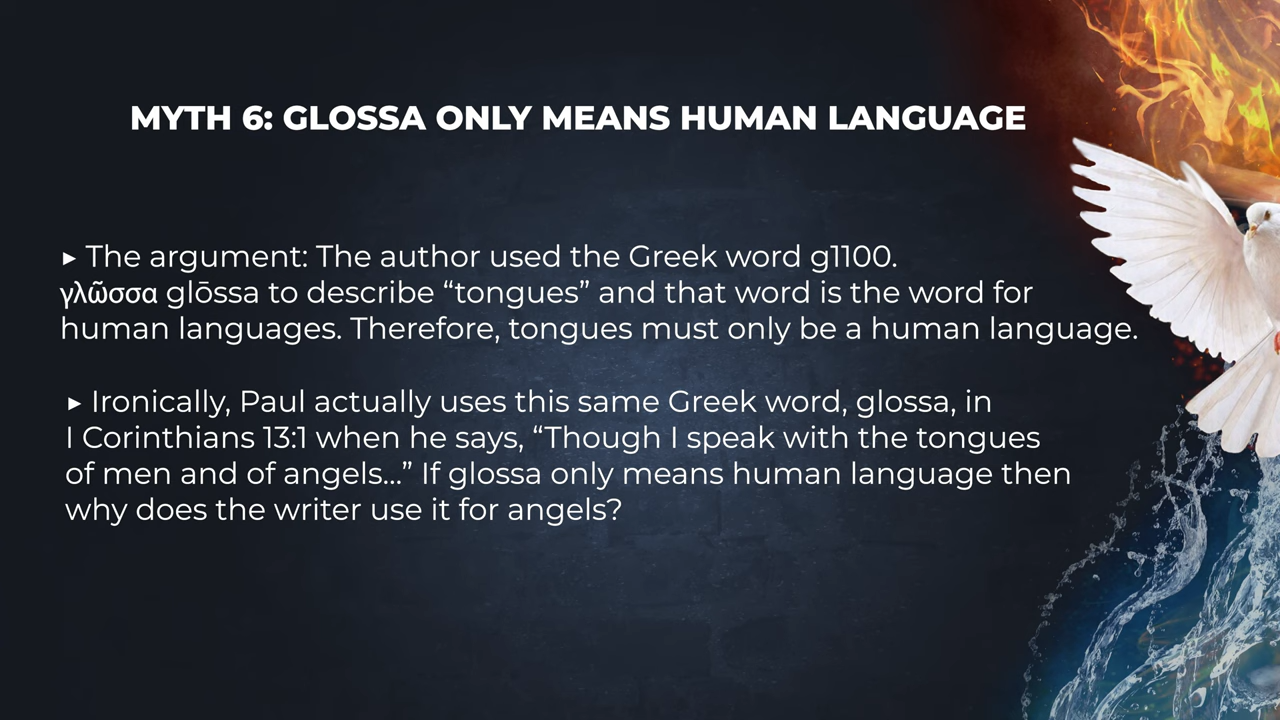 MYTH 6: GLOSSA ONLY MEANS HUMAN LANGUAGE
▸ The argument: The author used the Greek word g1100.
γλῶσσα glōssa to describe “tongues” and that word is the word for
human languages. Therefore, tongues must only be a human language.
▸ Ironically, Paul actually uses this same Greek word, glossa, in
I Corinthians 13:1 when he says, “Though I speak with the tongues
of men and of angels...” If glossa only means human language then
why does the writer use it for angels?